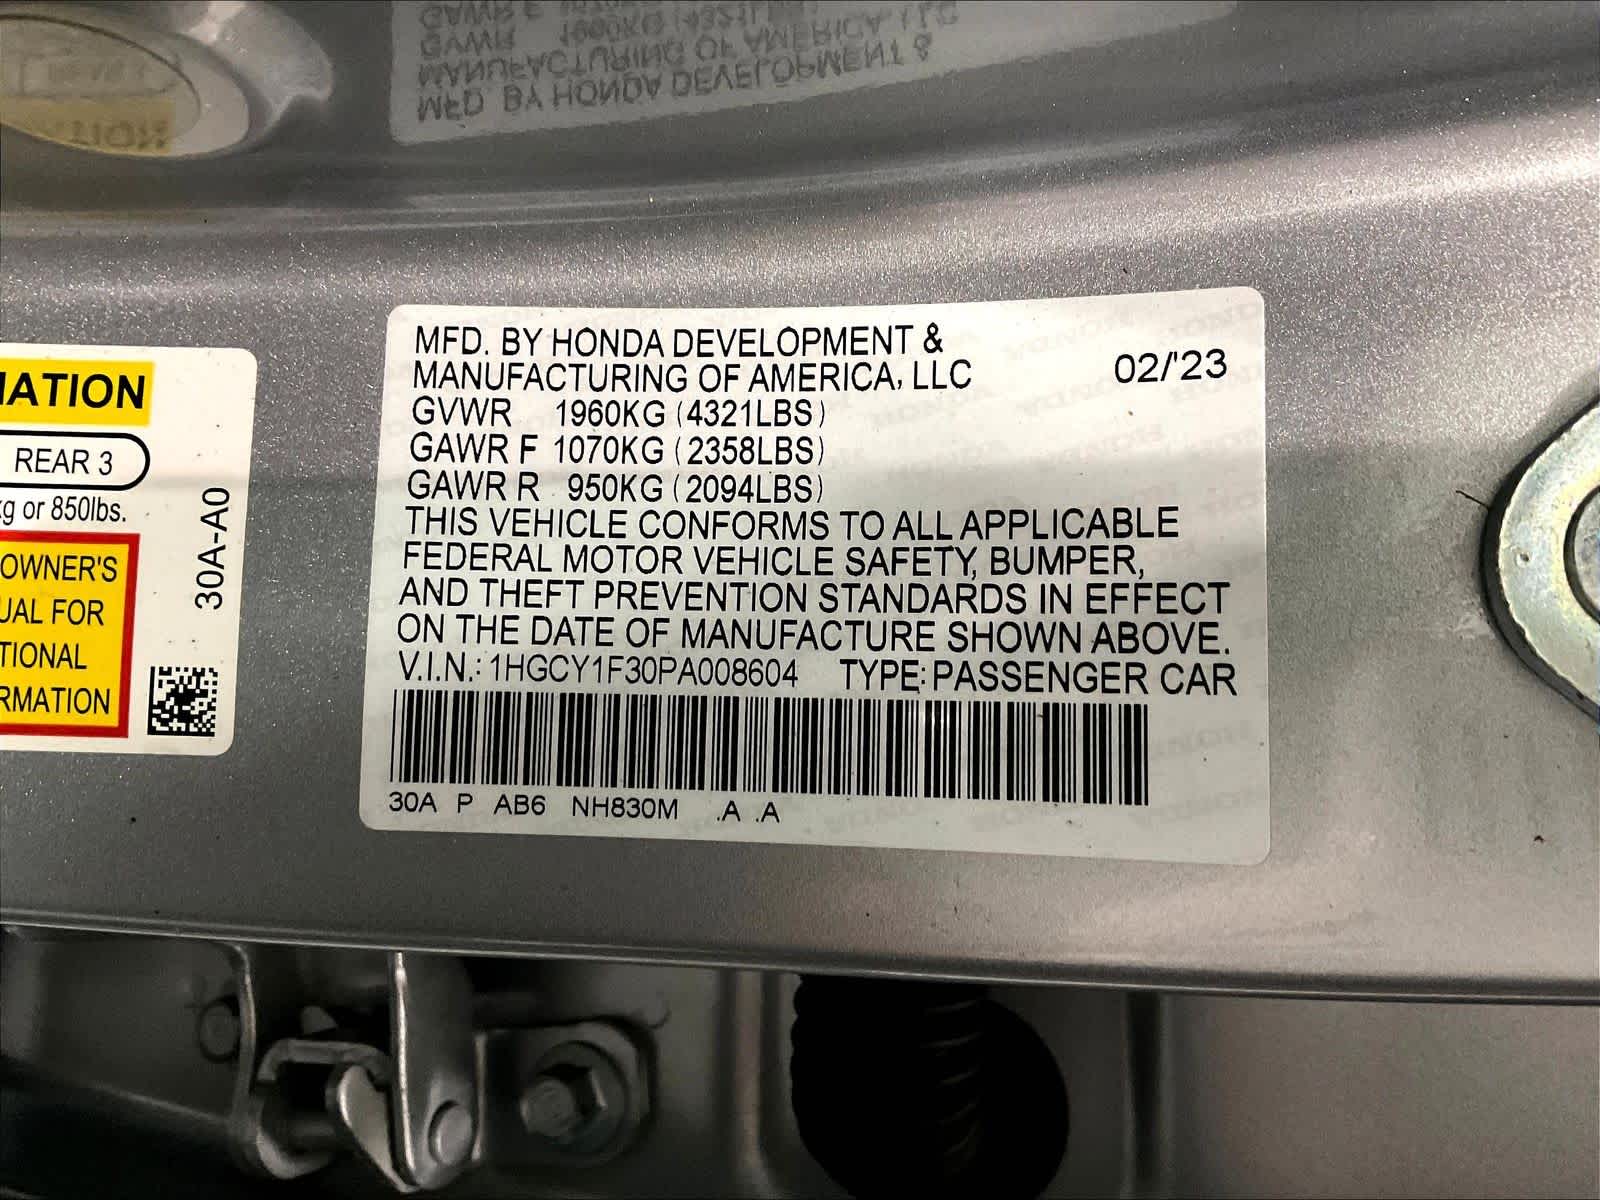 MFD. BY HONDA DEVELOPMENT &
MANUFACTURING OF AMERICA, LLC
02/'23
GVWR 1960KG (4321LBS)
GAWR F 1070KG (2358LBS)
GAWR R 950KG (2094LBS)
THIS VEHICLE CONFORMS TO ALL APPLICABLE
FEDERAL MOTOR VEHICLE SAFETY, BUMPER,
AND THEFT PREVENTION STANDARDS IN EFFECT
ON THE DATE OF MANUFACTURE SHOWN ABOVE.
V.I.N.: 1HGCY1F30PA008604 TYPE: PASSENGER CAR
30A P AB6 NH830M .A .A
MATION
REAR 3
kg or 850lbs.
OWNER'S
UAL FOR
TIONAL
RMATION
30A-A0